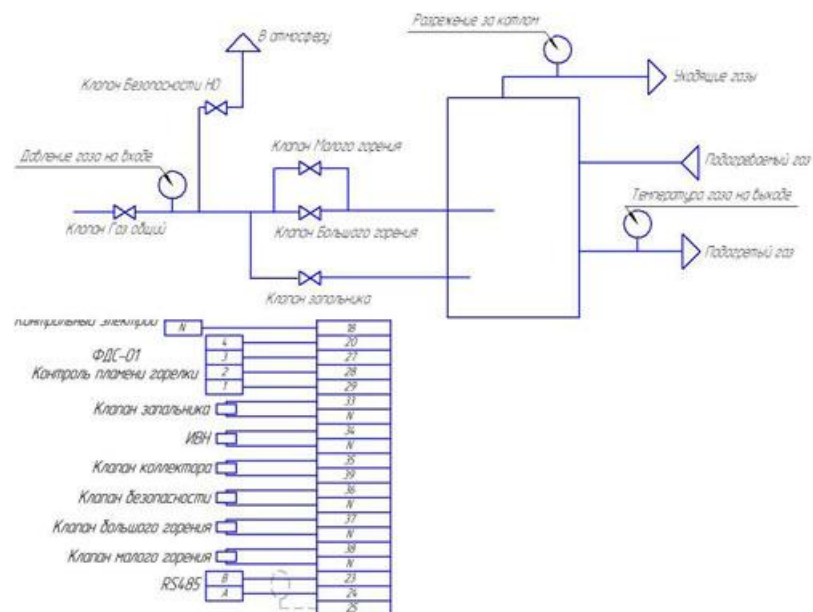 Разрежение за котлом
В атмосферу
Уходящие газы
Клапан Безопасности НО
Клапан Малого горения
Давление газа на входе
Подогреваемый газ
Температура газа на выходе
Клапан Газ общий
Клапан Большого горения
Подогретый газ
Клапан запальника
Контрольный электрод
N
18
ФДС-01
Контроль пламени горелки
4
20
3
27
2
28
1
29
Клапан запальника
33
N
ИВН
34
N
Клапан коллектора
35
39
Клапан безопасности
36
N
Клапан большого горения
37
N
Клапан малого горения
38
N
RS485
B
23
A
24
25